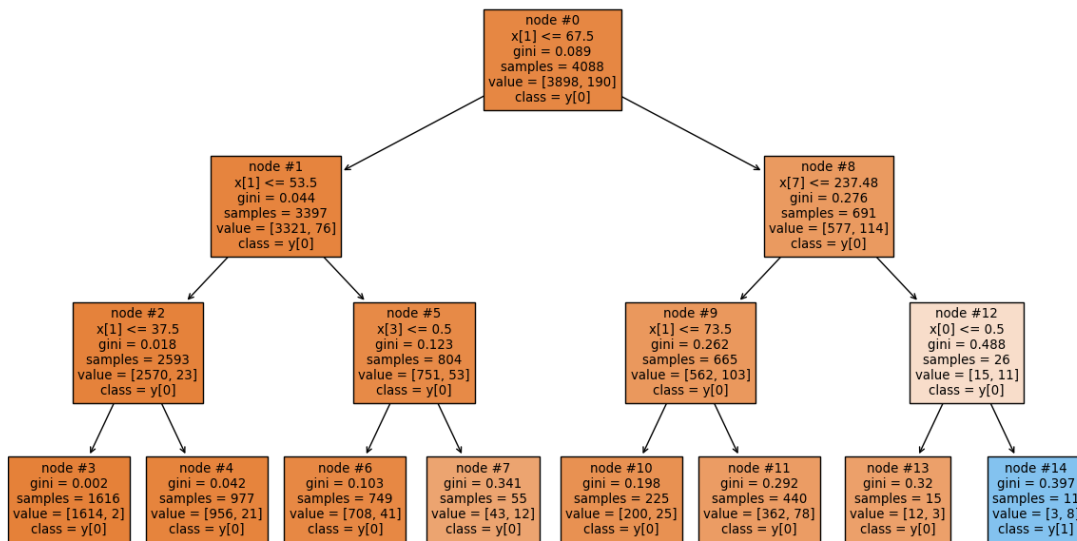 node #0
x[1] <= 67.5
gini = 0.089
samples = 4088
value = [3898, 190]
class = y[0]
node #1
x[1] <= 53.5
gini = 0.044
samples = 3397
value = [3321, 76]
class = y[0]
node #8
x[7] <= 237.48
gini = 0.276
samples = 691
value = [577, 114]
class = y[0]
node #2
x[1] <= 37.5
gini = 0.018
samples = 2593
value = [2570, 23]
class = y[0]
node #5
x[3] <= 0.5
gini = 0.123
samples = 804
value = [751, 53]
class = y[0]
node #9
x[1] <= 73.5
gini = 0.262
samples = 665
value = [562, 103]
class = y[0]
node #12
x[0] <= 0.5
gini = 0.488
samples = 26
value = [15, 11]
class = y[0]
node #3
gini = 0.002
samples = 1616
value = [1614, 2]
class = y[0]
node #4
gini = 0.042
samples = 977
value = [956, 21]
class = y[0]
node #6
gini = 0.103
samples = 749
value = [708, 41]
class = y[0]
node #7
gini = 0.341
samples = 55
value = [43, 12]
class = y[0]
node #10
gini = 0.198
samples = 225
value = [200, 25]
class = y[0]
node #11
gini = 0.292
samples = 440
value = [362, 78]
class = y[0]
node #13
gini = 0.32
samples = 15
value = [12, 3]
class = y[0]
node #14
gini = 0.397
samples = 11
value = [3, 8]
class = y[1]